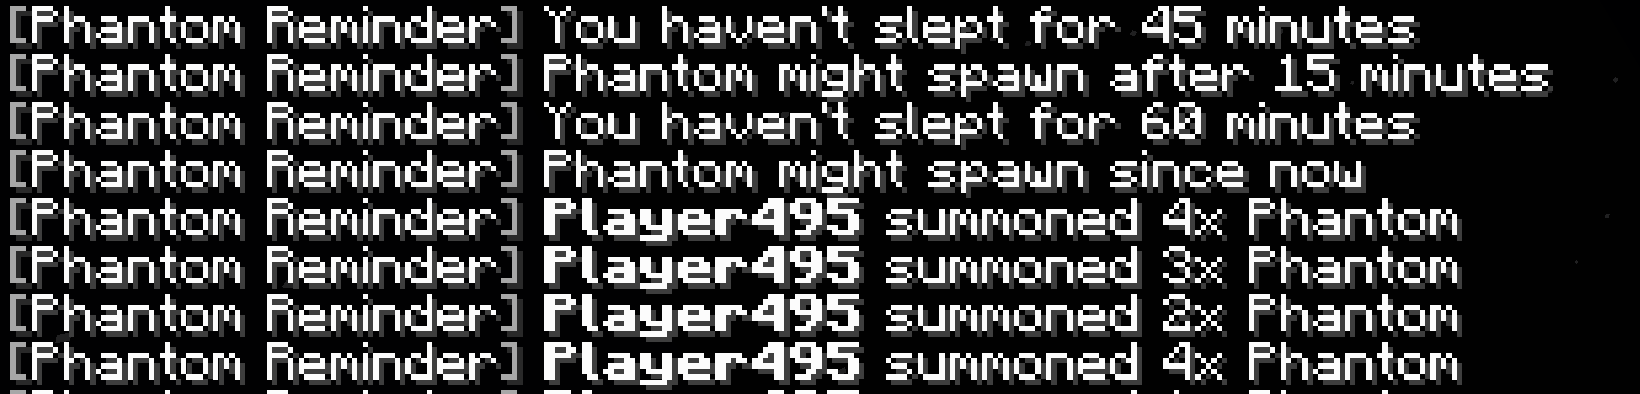 [Phantom Reminder] You haven't slept for 45 minutes
[Phantom Reminder] Phantom might spawn after 15 minutes
[Phantom Reminder] You haven't slept for 60 minutes
[Phantom Reminder] Phantom might spawn since now
[Phantom Reminder] Player495 summoned 4x Phantom
[Phantom Reminder] Player495 summoned 3x Phantom
[Phantom Reminder] Player495 summoned 2x Phantom
[Phantom Reminder] Player495 summoned 4x Phantom